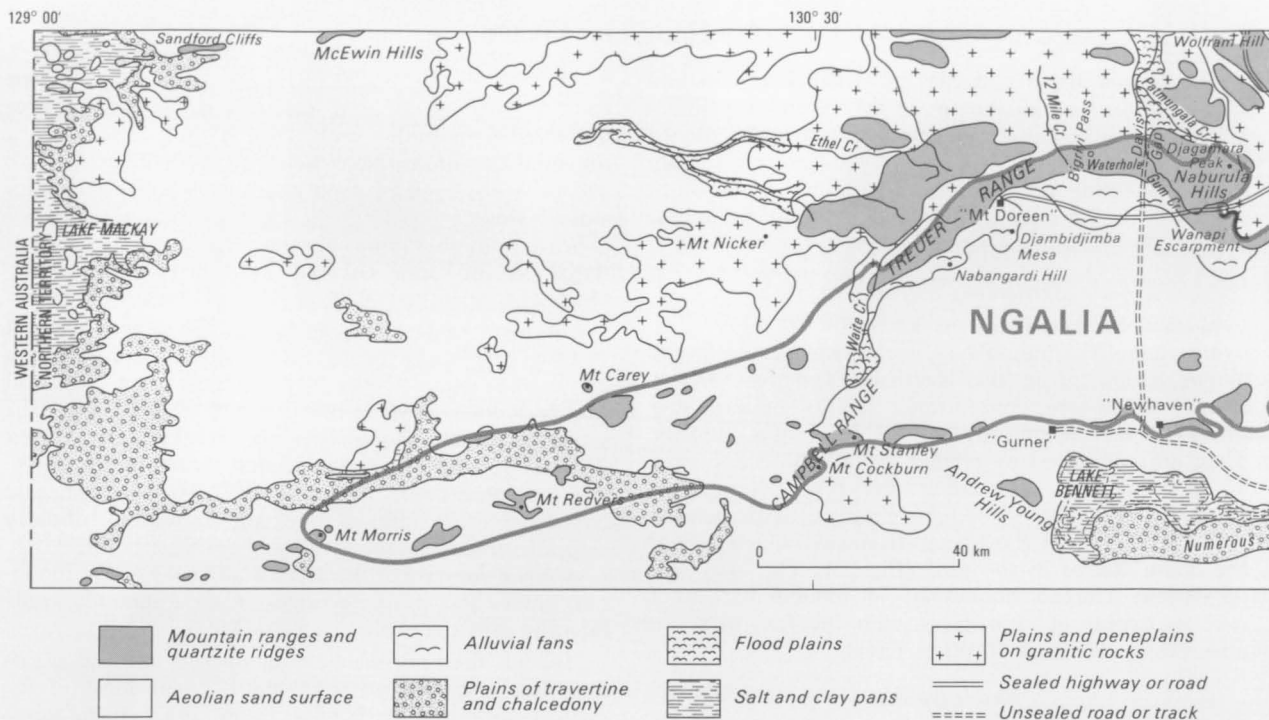 129° 00'
130° 30'
Sandford Cliffs
McEwin Hills
Wolfram Hill
12 Mile Cr
Bigrlyi Pass
Patmungala Cr
Davis
Gap
Ethel Cr
Waterhole
Djagamara
Peak
Naburula
Hills
Gum Cr
TREUER RANGE
"Mt Doreen"
LAKE MACKAY
Mt Nicker
Djambidjimba
Mesa
Wanapi
Escarpment
Nabangardi Hill
WESTERN AUSTRALIA
NORTHERN TERRITORY
NGALIA
Waite Cr
Mt Carey
"Newhaven"
"Gurner"
CAMPBELL RANGE
Mt Stanley
Mt Cockburn
Mt Redvers
Andrew Young
Hills
LAKE
BENNETT
Mt Morris
Numerous
0 40 km
Mountain ranges and
quartzite ridges
Alluvial fans
Flood plains
Plains and peneplains
on granitic rocks
Aeolian sand surface
Plains of travertine
and chalcedony
Salt and clay pans
Sealed highway or road
Unsealed road or track